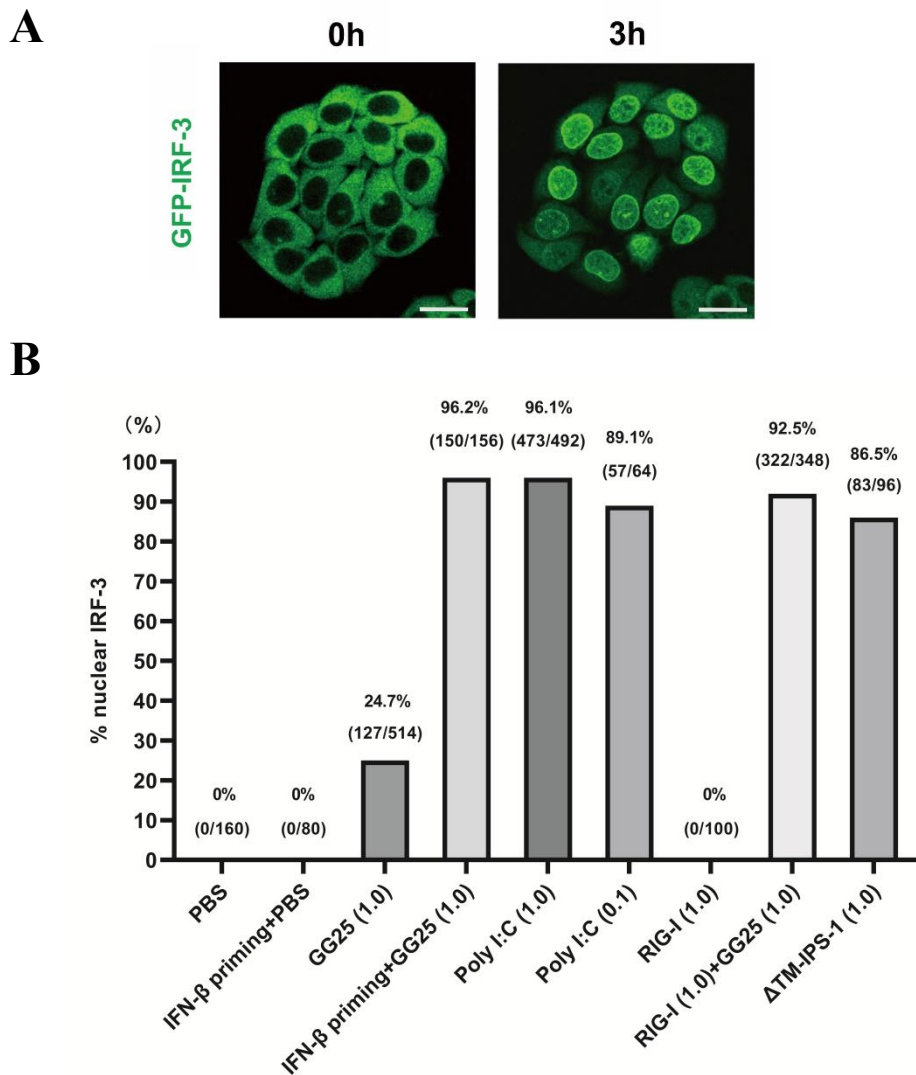 A
0h
3h
GFP-IRF-3
B
(%)
% nuclear IRF-3
100
90
80
70
60
50
40
30
20
10
0
0%
(0/160)
0%
(0/80)
24.7%
(127/514)
96.2%
(150/156)
96.1%
(473/492)
89.1%
(57/64)
0%
(0/100)
92.5%
(322/348)
86.5%
(83/96)
PBS
IFN-β priming+PBS
GG25 (1.0)
IFN-β priming+GG25 (1.0)
Poly I:C (1.0)
Poly I:C (0.1)
RIG-I (1.0)
RIG-I (1.0)+GG25 (1.0)
ΔTM-IPS-1 (1.0)